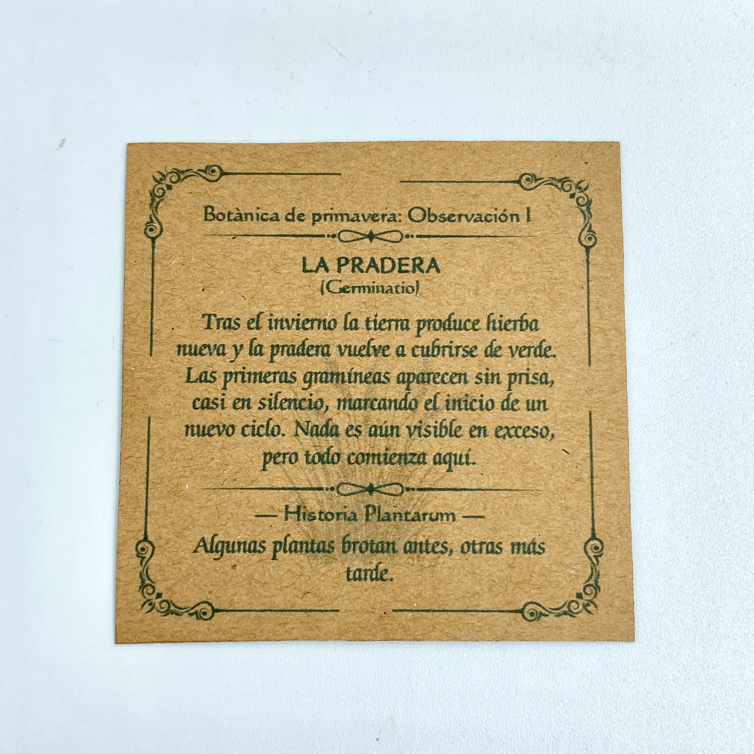 Botànica de primavera: Observación I
LA PRADERA
(Germinatio)
Tras el invierno la tierra produce hierba
nueva y la pradera vuelve a cubrirse de verde.
Las primeras gramíneas aparecen sin prisa,
casi en silencio, marcando el inicio de un
nuevo ciclo. Nada es aún visible en exceso,
pero todo comienza aquí.
— Historia Plantarum —
Algunas plantas brotan antes, otras más
tarde.